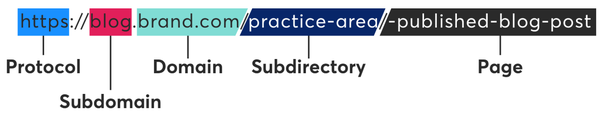 https://blog.brand.com/practice-area/-published-blog-post
Protocol
Domain
Subdirectory
Page
Subdomain